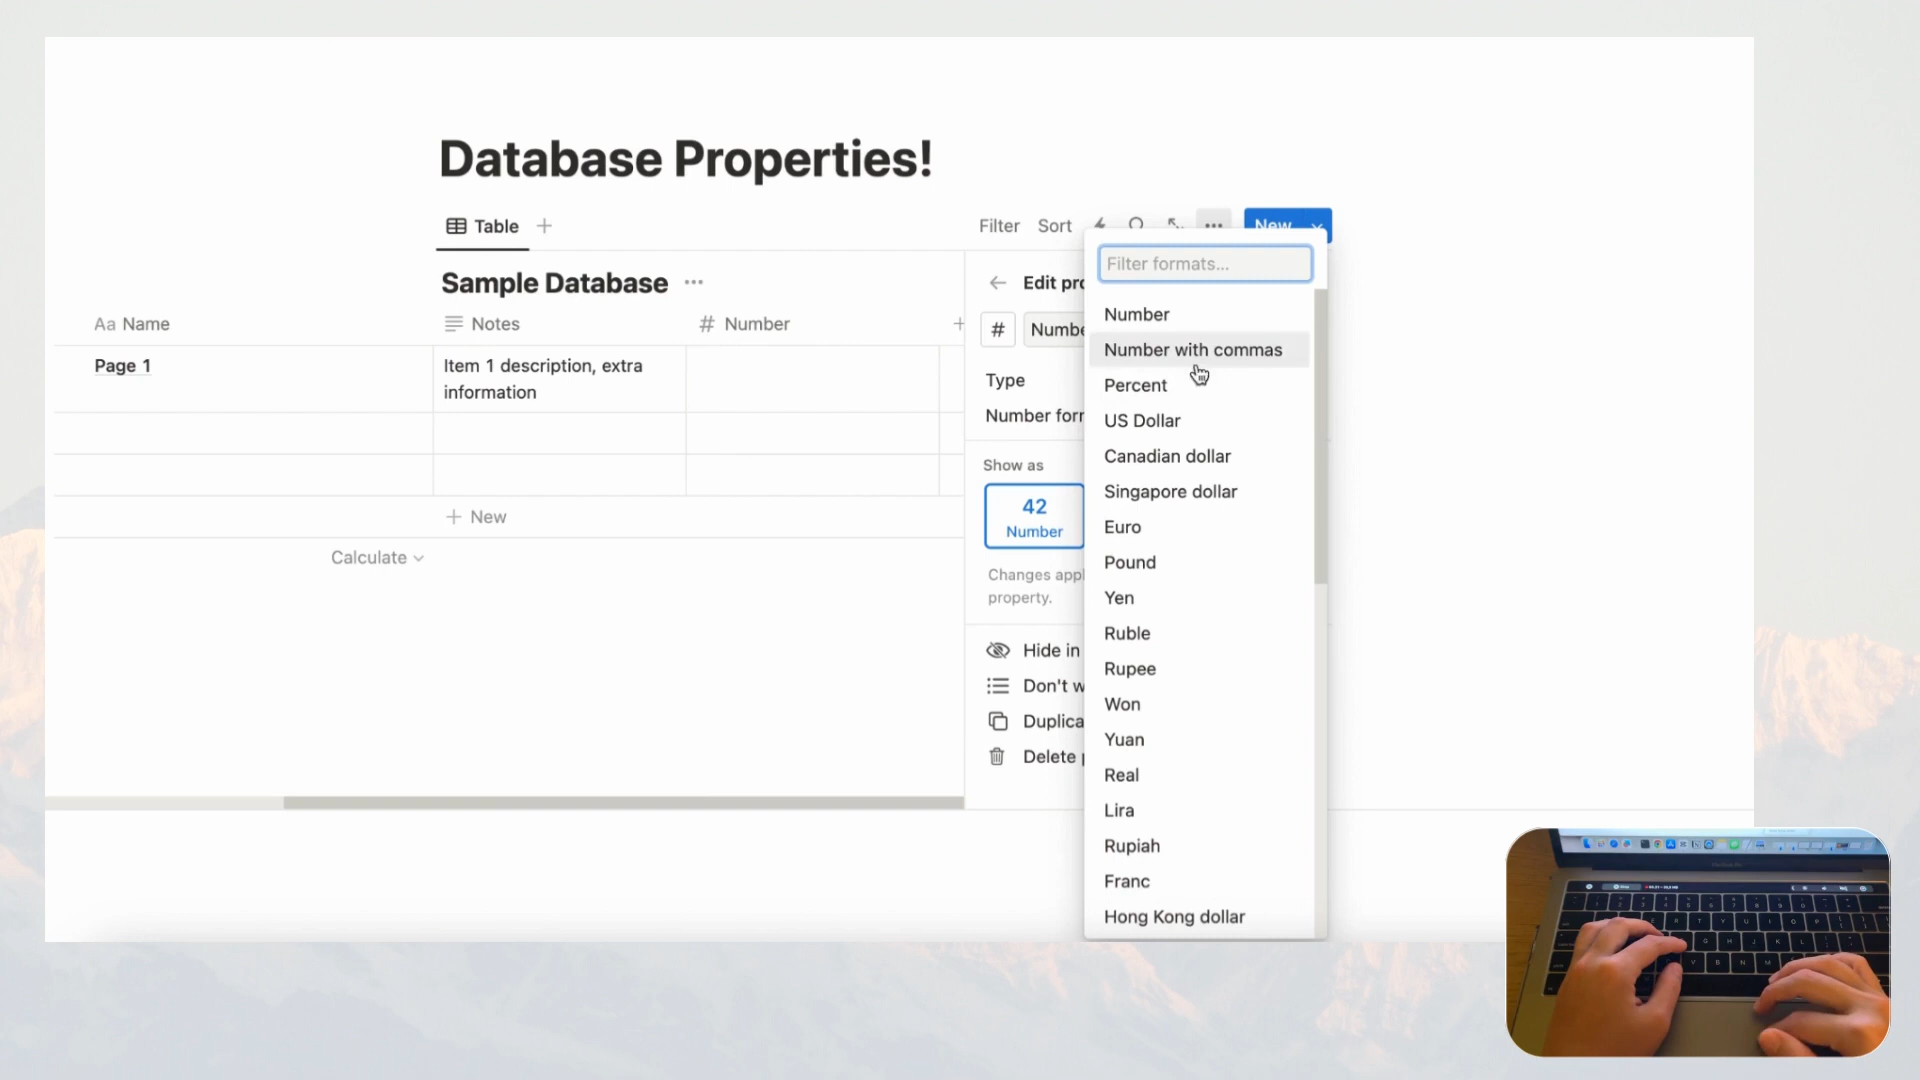 Database Properties!
Table
Filter Sort
New
Sample Database
Aa Name
Notes
# Number
Page 1
Item 1 description, extra
information
New
Calculate
Edit pro
#
Numbe
Type
Number forr
Show as
42
Number
Changes appl
property.
Hide in
Don't w
Duplica
Delete p
Filter formats...
Number
Number with commas
Percent
US Dollar
Canadian dollar
Singapore dollar
Euro
Pound
Yen
Ruble
Rupee
Won
Yuan
Real
Lira
Rupiah
Franc
Hong Kong dollar